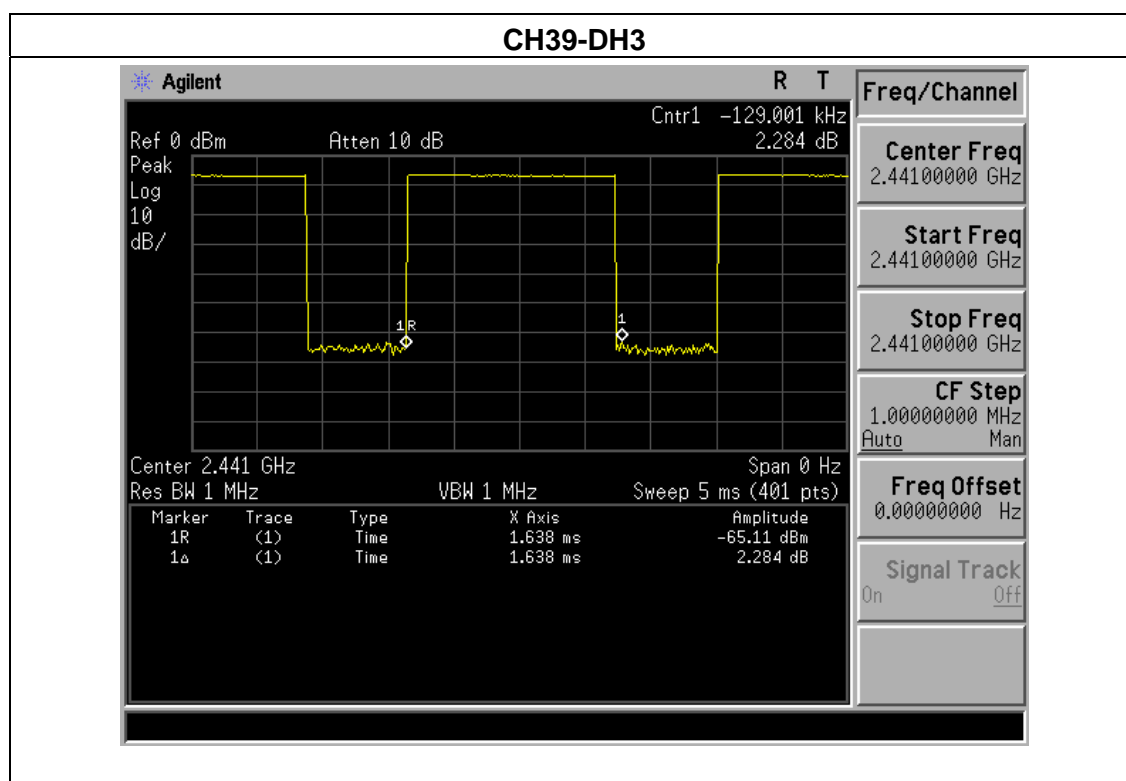 CH39-DH3
Agilent R T
Cntr1 -129.001 kHz
Ref 0 dBm Atten 10 dB 2.284 dB
Peak
Log
10
dB/
1R
1
Center 2.441 GHz Span 0 Hz
Res BW 1 MHz VBW 1 MHz Sweep 5 ms (401 pts)
Marker Trace Type X Axis Amplitude
1R (1) Time 1.638 ms -65.11 dBm
1Δ (1) Time 1.638 ms 2.284 dB
Freq/Channel
Center Freq
2.44100000 GHz
Start Freq
2.44100000 GHz
Stop Freq
2.44100000 GHz
CF Step
1.00000000 MHz
Auto Man
Freq Offset
0.00000000 Hz
Signal Track
On Off